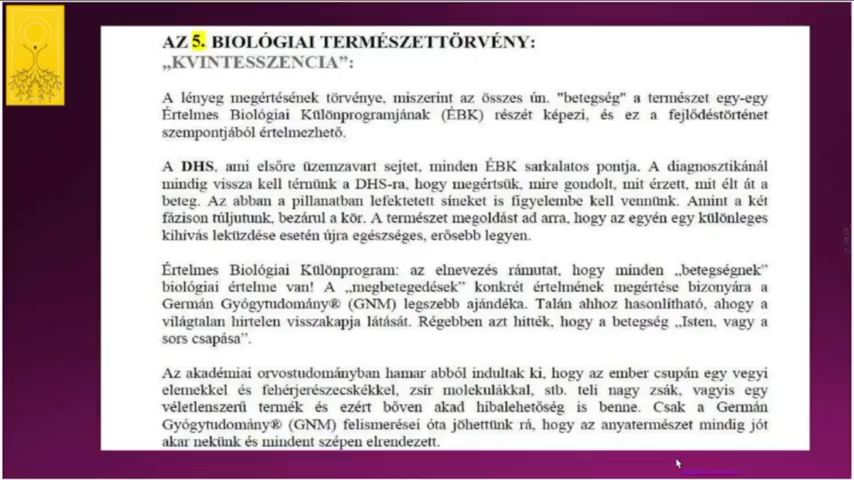 AZ 5. BIOLÓGIAI TERMÉSZETTÖRVÉNY:
„KVINTESSZENCIA”:
A lényeg megértésének törvénye, miszerint az összes ún. "betegség" a természet egy-egy
Értelmes Biológiai Különprogramjának (ÉBK) részét képezi, és ez a fejlődéstörténet
szempontjából értelmezhető.
A DHS, ami elsőre üzemzavart sejtet, minden ÉBK sarkalatos pontja. A diagnosztikánál
mindig vissza kell térnünk a DHS-ra, hogy megértsük, mire gondolt, mit érzett, mit élt át a
beteg. Az abban a pillanatban lefektetett síneket is figyelembe kell vennünk. Amint a két
fázison túljutunk, bezárul a kör. A természet megoldást ad arra, hogy az egyén egy különleges
kihívás leküzdése esetén újra egészséges, erősebb legyen.
Értelmes Biológiai Különprogram: az elnevezés rámutat, hogy minden „betegségnek”
biológiai értelme van! A „megbetegedések” konkrét értelmének megértése bizonyára a
Germán Gyógytudomány® (GNM) legszebb ajándéka. Talán ahhoz hasonlítható, ahogy a
világtalan hirtelen visszakapja látását. Régebben azt hitték, hogy a betegség „Isten, vagy a
sors csapása”.
Az akadémiai orvostudományban hamar abból indultak ki, hogy az ember csupán egy vegyi
elemekkel és fehérjerészecskékkel, zsír molekulákkal, stb. teli nagy zsák, vagyis egy
véletlenszerű termék és ezért bőven akad hibalehetőség is benne. Csak a Germán
Gyógytudomány® (GNM) felismerései óta jöhettünk rá, hogy az anyatermészet mindig jót
akar nekünk és mindent szépen elrendezett.